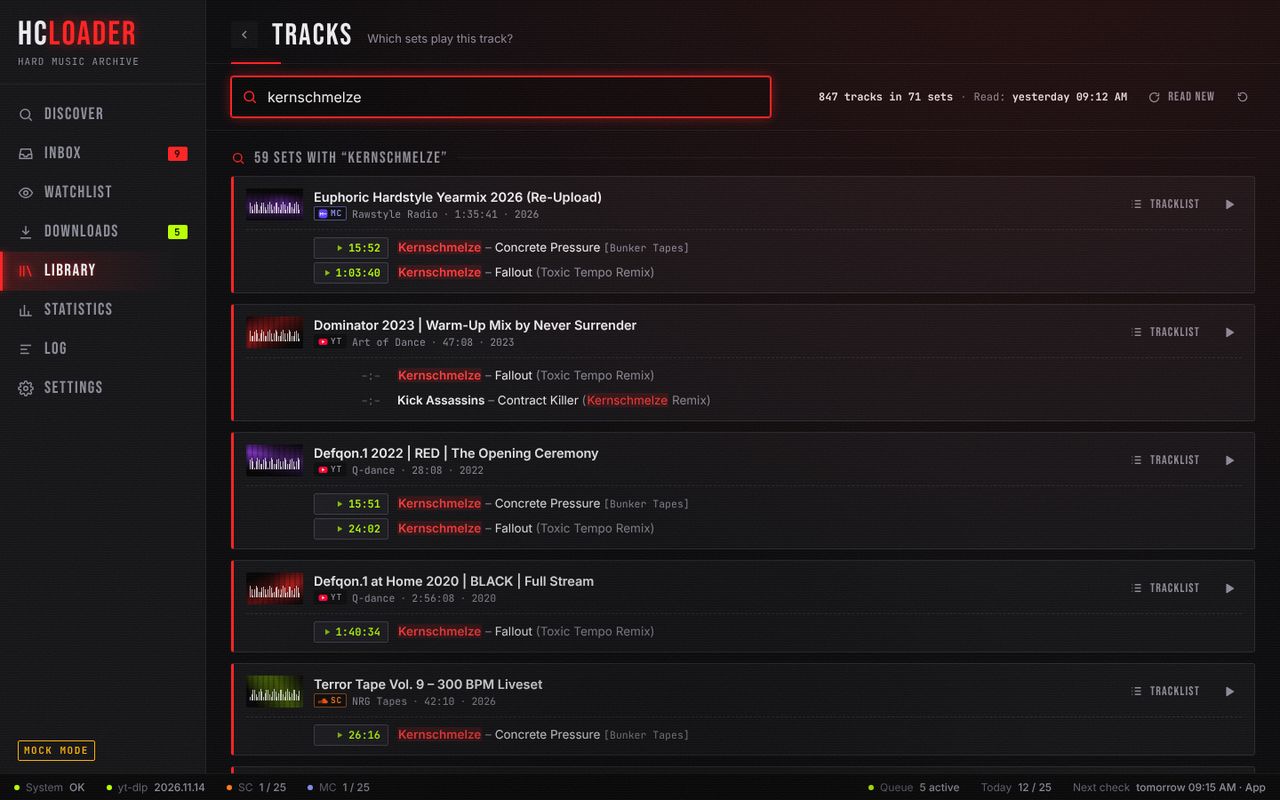 HCLOADER
HARD MUSIC ARCHIVE
DISCOVER
INBOX 9
WATCHLIST
DOWNLOADS 5
LIBRARY
STATISTICS
LOG
SETTINGS
MOCK MODE
TRACKS Which sets play this track?
kernschmelze
847 tracks in 71 sets · Read: yesterday 09:12 AM READ NEW
59 SETS WITH “KERNSCHMELZE”
Euphoric Hardstyle Yearmix 2026 (Re-Upload)
MC Rawstyle Radio · 1:35:41 · 2026
TRACKLIST
15:52 Kernschmelze – Concrete Pressure [Bunker Tapes]
1:03:40 Kernschmelze – Fallout (Toxic Tempo Remix)
Dominator 2023 | Warm-Up Mix by Never Surrender
YT Art of Dance · 47:08 · 2023
TRACKLIST
–:– Kernschmelze – Fallout (Toxic Tempo Remix)
–:– Kick Assassins – Contract Killer (Kernschmelze Remix)
Defqon.1 2022 | RED | The Opening Ceremony
YT Q-dance · 28:08 · 2022
TRACKLIST
15:51 Kernschmelze – Concrete Pressure [Bunker Tapes]
24:02 Kernschmelze – Fallout (Toxic Tempo Remix)
Defqon.1 at Home 2020 | BLACK | Full Stream
YT Q-dance · 2:56:08 · 2020
TRACKLIST
1:40:34 Kernschmelze – Fallout (Toxic Tempo Remix)
Terror Tape Vol. 9 – 300 BPM Liveset
SC NRG Tapes · 42:10 · 2026
TRACKLIST
26:16 Kernschmelze – Concrete Pressure [Bunker Tapes]
System OK yt-dlp 2026.11.14 SC 1 / 25 MC 1 / 25 Queue 5 active Today 12 / 25 Next check tomorrow 09:15 AM · App